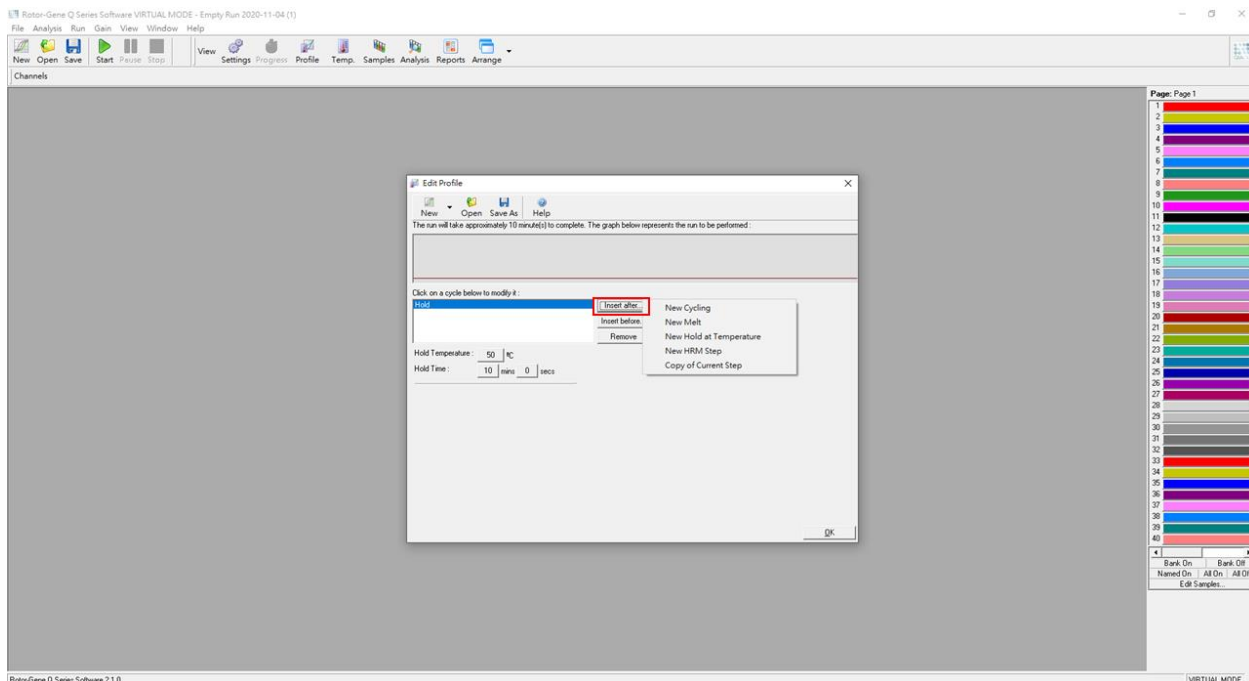 Rotor-Gene Q Series Software VIRTUAL MODE - Empty Run 2020-11-04 (1)
File Analysis Run Gain View Window Help
New Open Save Start Pause Stop View Settings Progress Profile Temp. Samples Analysis Reports Arrange
Channels
Page: Page 1
1
2
3
4
5
6
7
8
9
10
11
12
13
14
15
16
17
18
19
20
21
22
23
24
25
26
27
28
29
30
31
32
33
34
35
36
37
38
39
40
Bank On Bank Off
Named On All On All Of
Edit Samples...
Edit Profile
New Open Save As Help
The run will take approximately 10 minute(s) to complete. The graph below represents the run to be performed :
Click on a cycle below to modify it :
Hold
Insert after...
Insert before.
Remove
New Cycling
New Melt
New Hold at Temperature
New HRM Step
Copy of Current Step
Hold Temperature : 50 °C
Hold Time : 10 mins 0 secs
OK
Rotor-Gene Q Series Software 2.1.0
VIRTUAL MODE